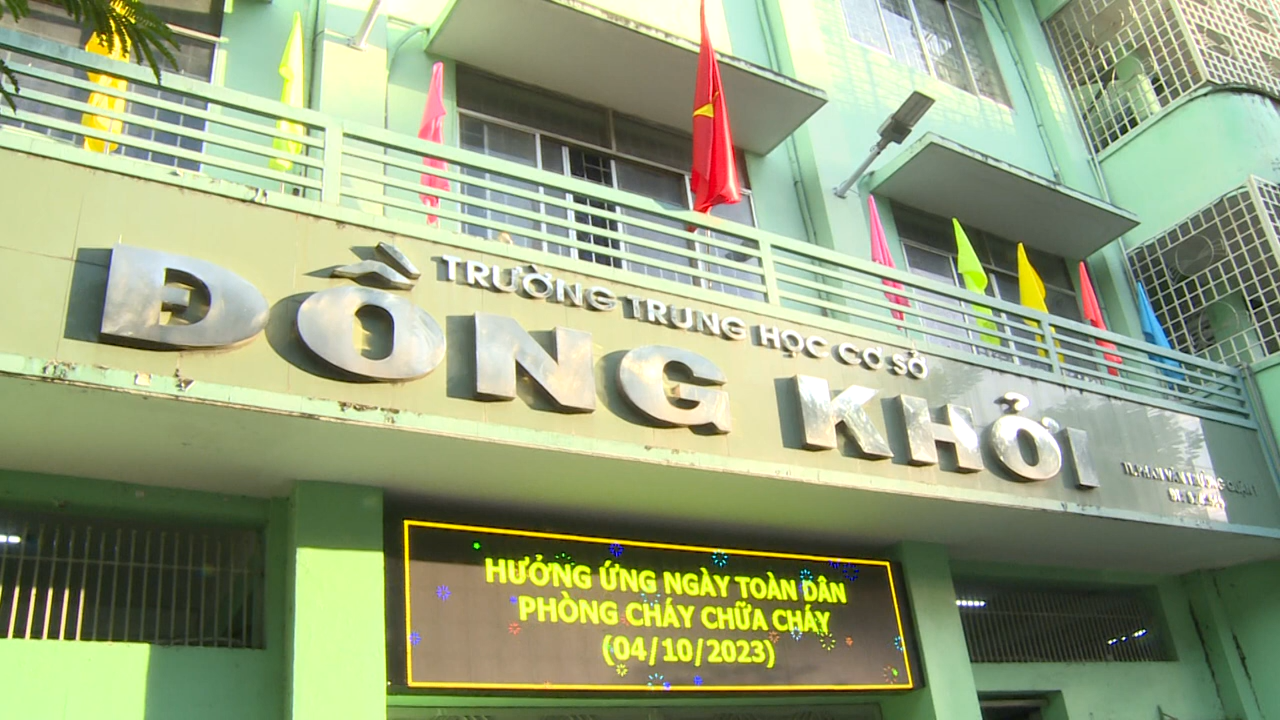 TRƯỜNG TRUNG HỌC CƠ SỞ
ĐỒNG KHỞI
HƯỞNG ỨNG NGÀY TOÀN DÂN
PHÒNG CHÁY CHỮA CHÁY
(04/10/2023)